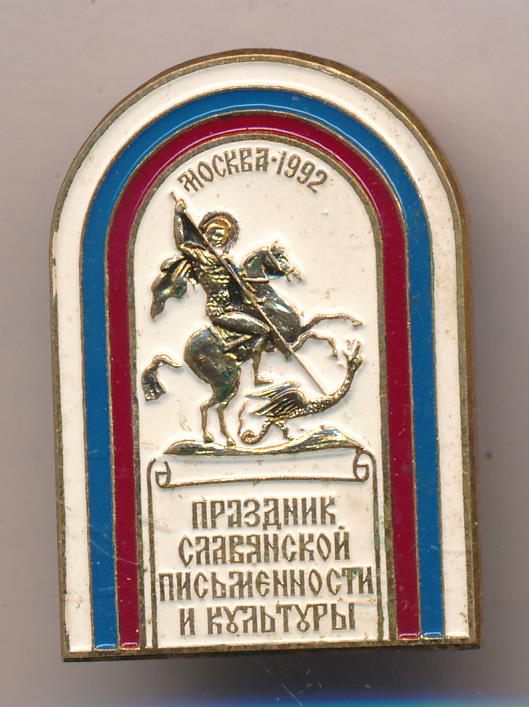 МОСКВА·1992
ПРАЗДНИК
СЛАВЯНСКОЙ
ПИСЬМЕННОСТИ
И КУЛЬТУРЫ